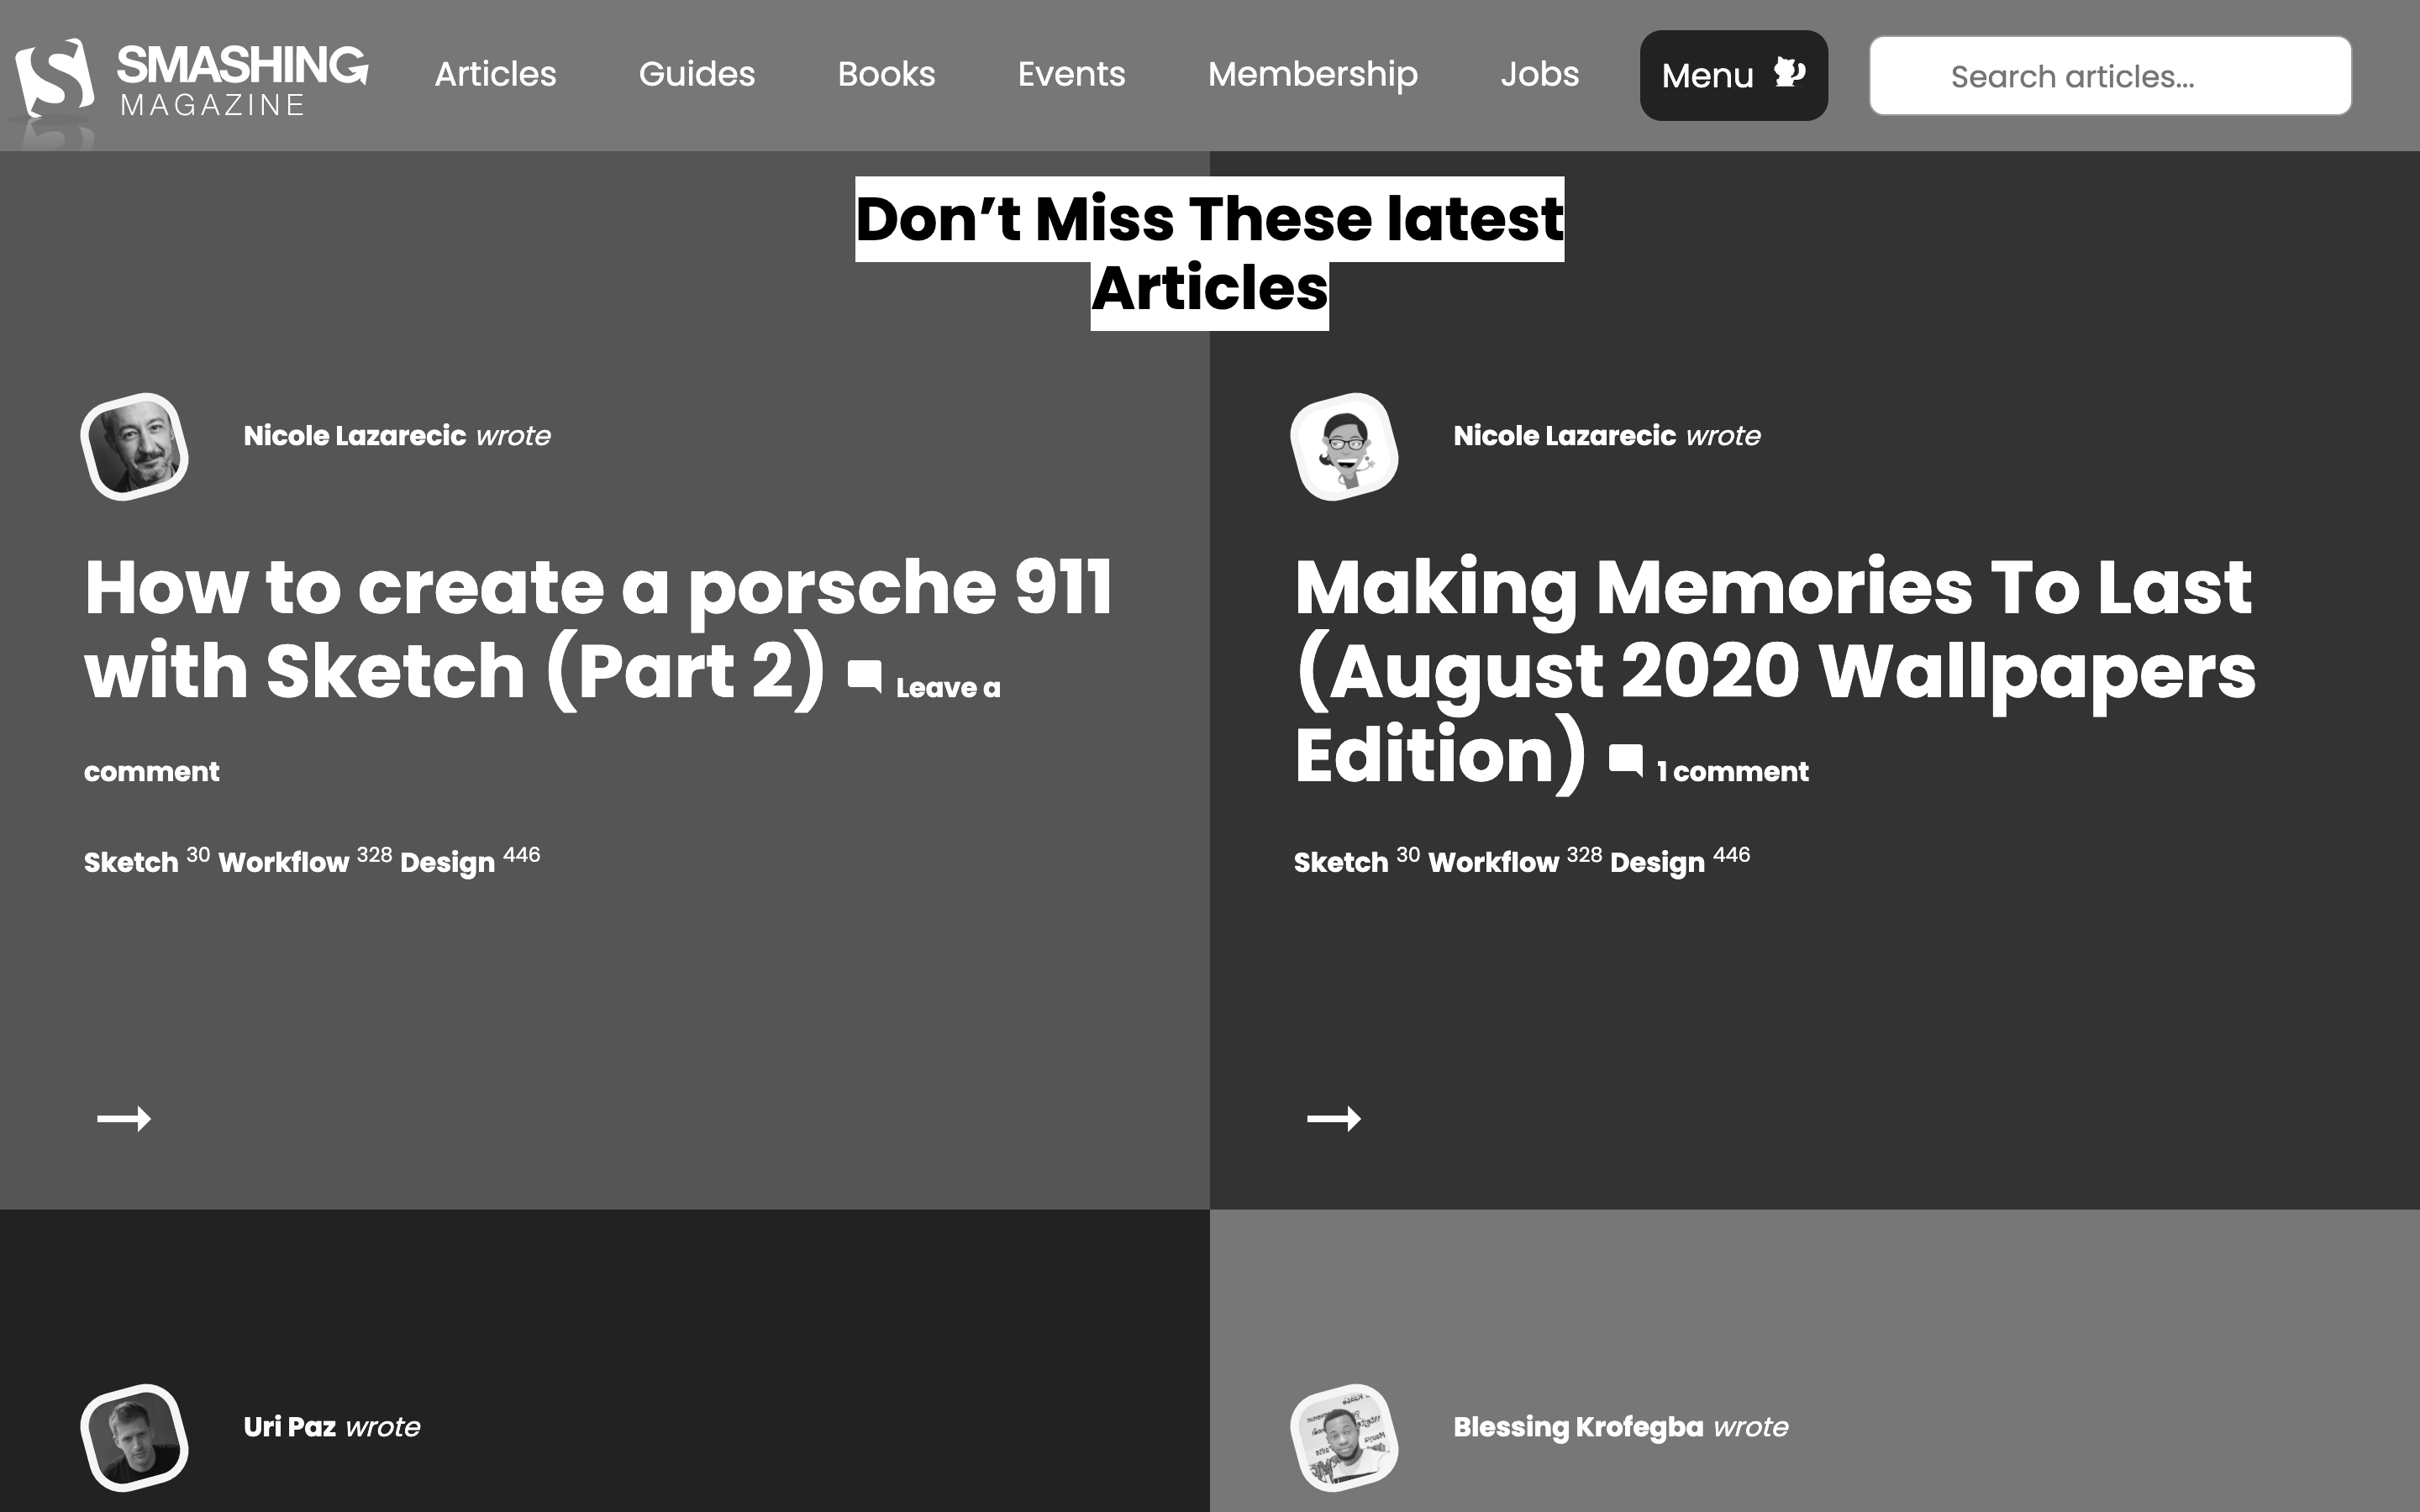 SMASHING
MAGAZINE
Articles
Guides
Books
Events
Membership
Jobs
Menu
Search articles...
Don’t Miss These latest
Articles
Nicole Lazarecic wrote
How to create a porsche 911
with Sketch (Part 2) Leave a
comment
Sketch 30 Workflow 328 Design 446
Nicole Lazarecic wrote
Making Memories To Last
(August 2020 Wallpapers
Edition) 1 comment
Sketch 30 Workflow 328 Design 446
Uri Paz wrote
Blessing Krofegba wrote